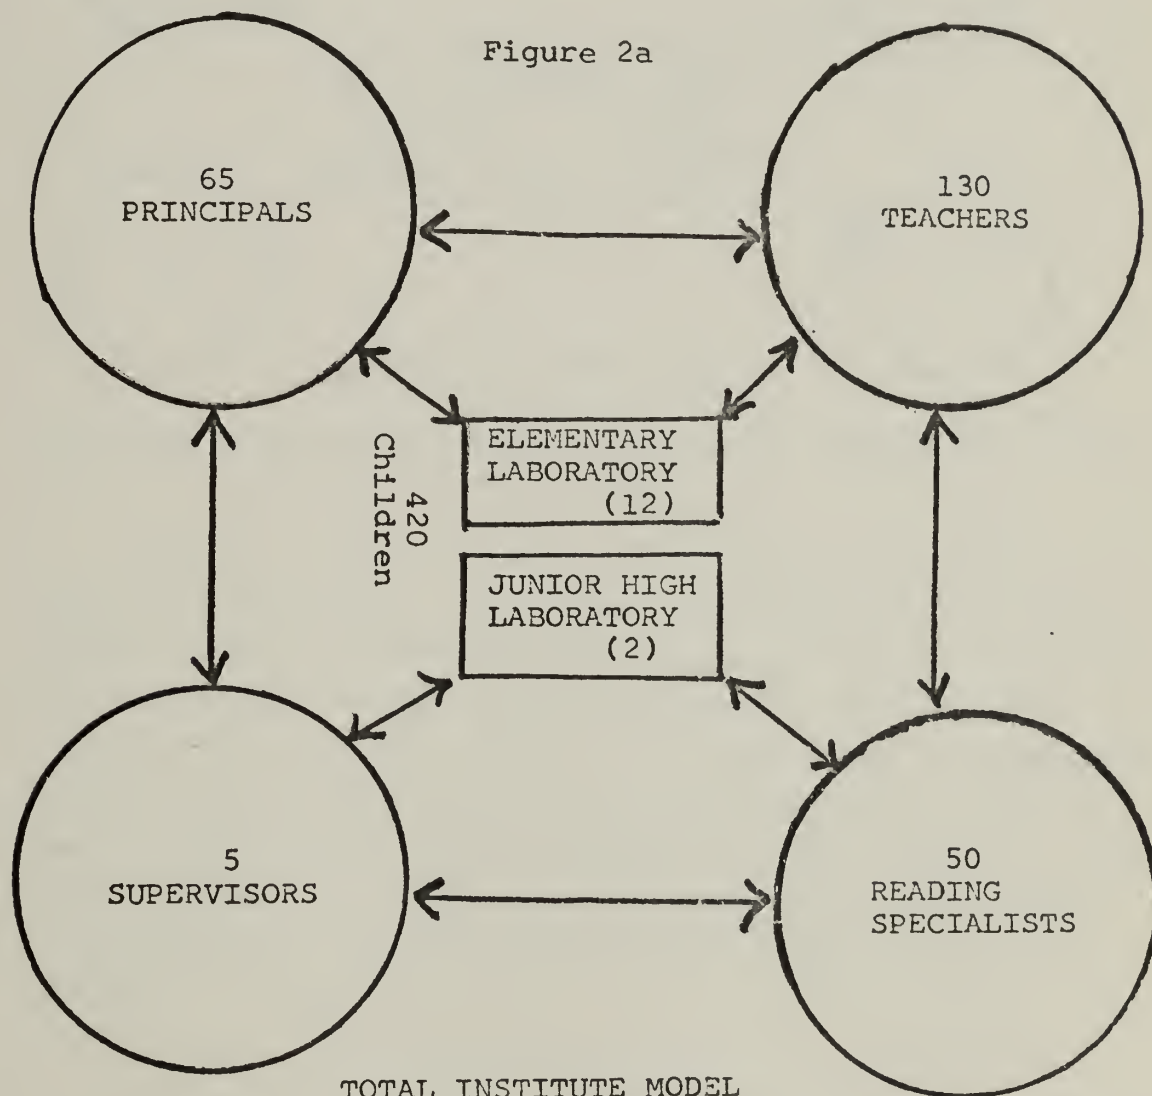 Figure 2a
65
PRINCIPALS
130
TEACHERS
420
Children
ELEMENTARY
LABORATORY
(12)
JUNIOR HIGH
LABORATORY
(2)
5
SUPERVISORS
50
READING
SPECIALISTS
TOTAL INSTITUTE MODEL